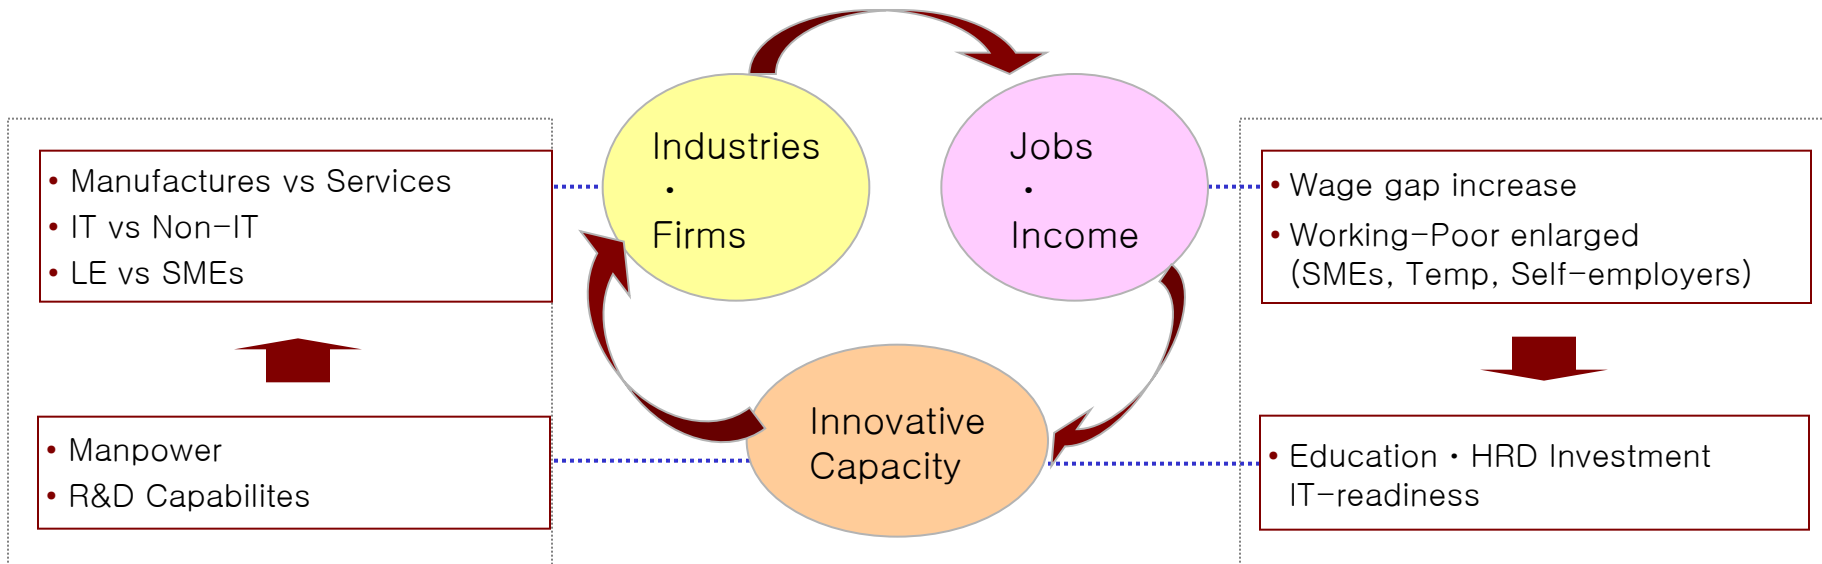 Industries
·
Firms
Jobs
·
Income
• Manufactures vs Services
• IT vs Non-IT
• LE vs SMEs
• Wage gap increase
• Working-Poor enlarged
(SMEs, Temp, Self-employers)
Innovative
Capacity
• Manpower
• R&D Capabilites
• Education · HRD Investment
IT-readiness